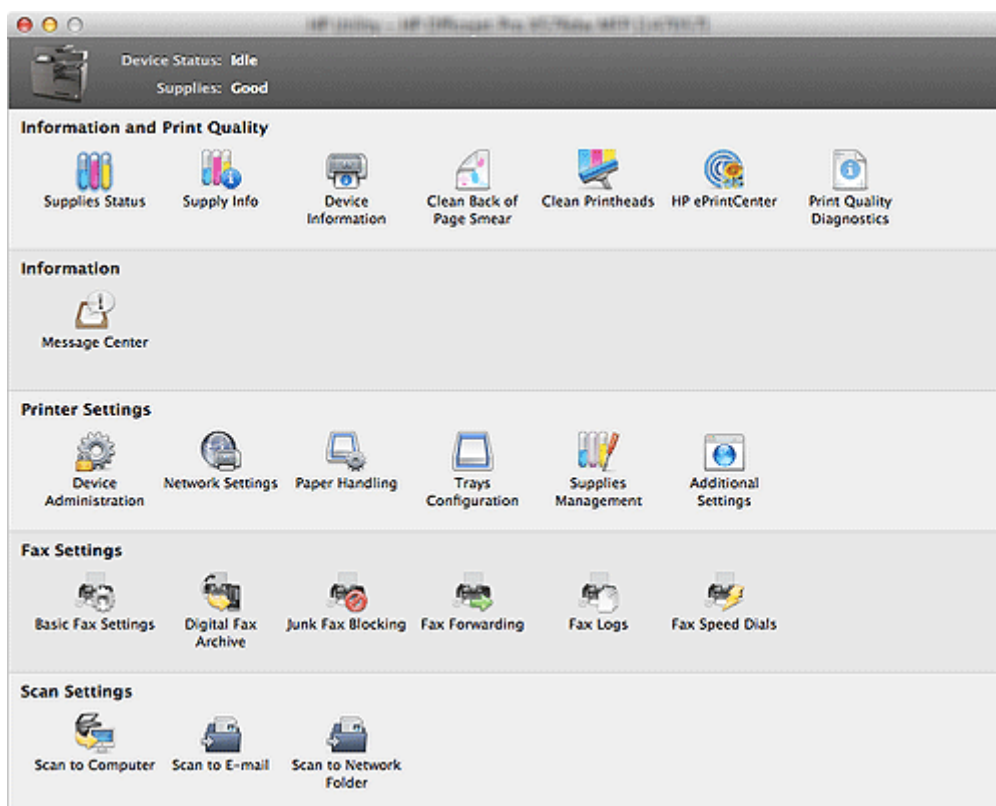 Device Status: Idle
Supplies: Good
Information and Print Quality
Supplies Status
Supply Info
Device
Information
Clean Back of
Page Smear
Clean Printheads
HP ePrintCenter
Print Quality
Diagnostics
Information
Message Center
Printer Settings
Device
Administration
Network Settings
Paper Handling
Trays
Configuration
Supplies
Management
Additional
Settings
Fax Settings
Basic Fax Settings
Digital Fax
Archive
Junk Fax Blocking
Fax Forwarding
Fax Logs
Fax Speed Dials
Scan Settings
Scan to Computer
Scan to E-mail
Scan to Network
Folder